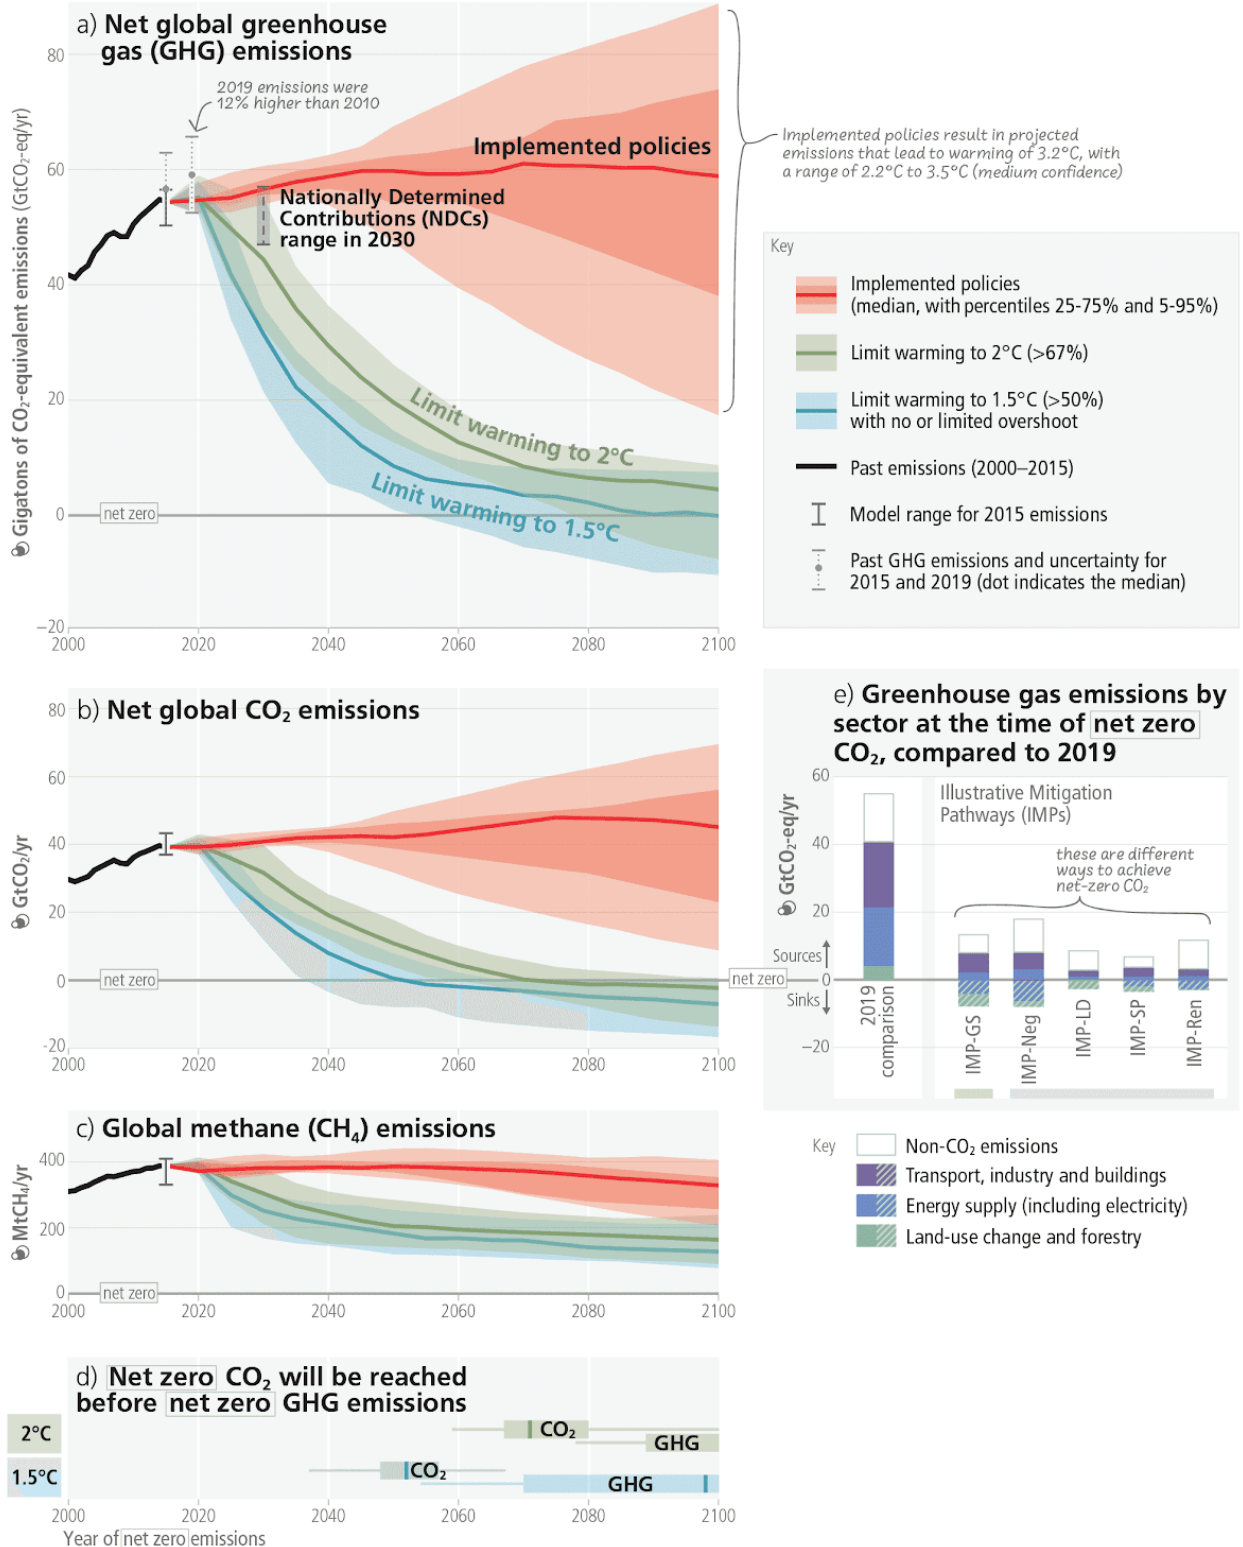 a) Net global greenhouse
gas (GHG) emissions
2019 emissions were
12% higher than 2010
Gigatons of CO₂-equivalent emissions (GtCO₂-eq/yr)
80
60
40
20
0
−20
net zero
Implemented policies
Nationally Determined
Contributions (NDCs)
range in 2030
Limit warming to 2°C
Limit warming to 1.5°C
2000
2020
2040
2060
2080
2100
Implemented policies result in projected
emissions that lead to warming of 3.2°C, with
a range of 2.2°C to 3.5°C (medium confidence)
Key
Implemented policies
(median, with percentiles 25-75% and 5-95%)
Limit warming to 2°C (>67%)
Limit warming to 1.5°C (>50%)
with no or limited overshoot
Past emissions (2000–2015)
Model range for 2015 emissions
Past GHG emissions and uncertainty for
2015 and 2019 (dot indicates the median)
b) Net global CO₂ emissions
GtCO₂/yr
80
60
40
20
0
-20
net zero
2000
2020
2040
2060
2080
2100
e) Greenhouse gas emissions by
sector at the time of net zero
CO₂, compared to 2019
GtCO₂-eq/yr
60
40
20
0
−20
Sources
net zero
Sinks
Illustrative Mitigation
Pathways (IMPs)
these are different
ways to achieve
net-zero CO₂
2019
comparison
IMP-GS
IMP-Neg
IMP-LD
IMP-SP
IMP-Ren
Key
Non-CO₂ emissions
Transport, industry and buildings
Energy supply (including electricity)
Land-use change and forestry
c) Global methane (CH₄) emissions
MtCH₄/yr
400
200
0
net zero
2000
2020
2040
2060
2080
2100
d) Net zero CO₂ will be reached
before net zero GHG emissions
2°C
CO₂
GHG
1.5°C
CO₂
GHG
2000
2020
2040
2060
2080
2100
Year of net zero emissions